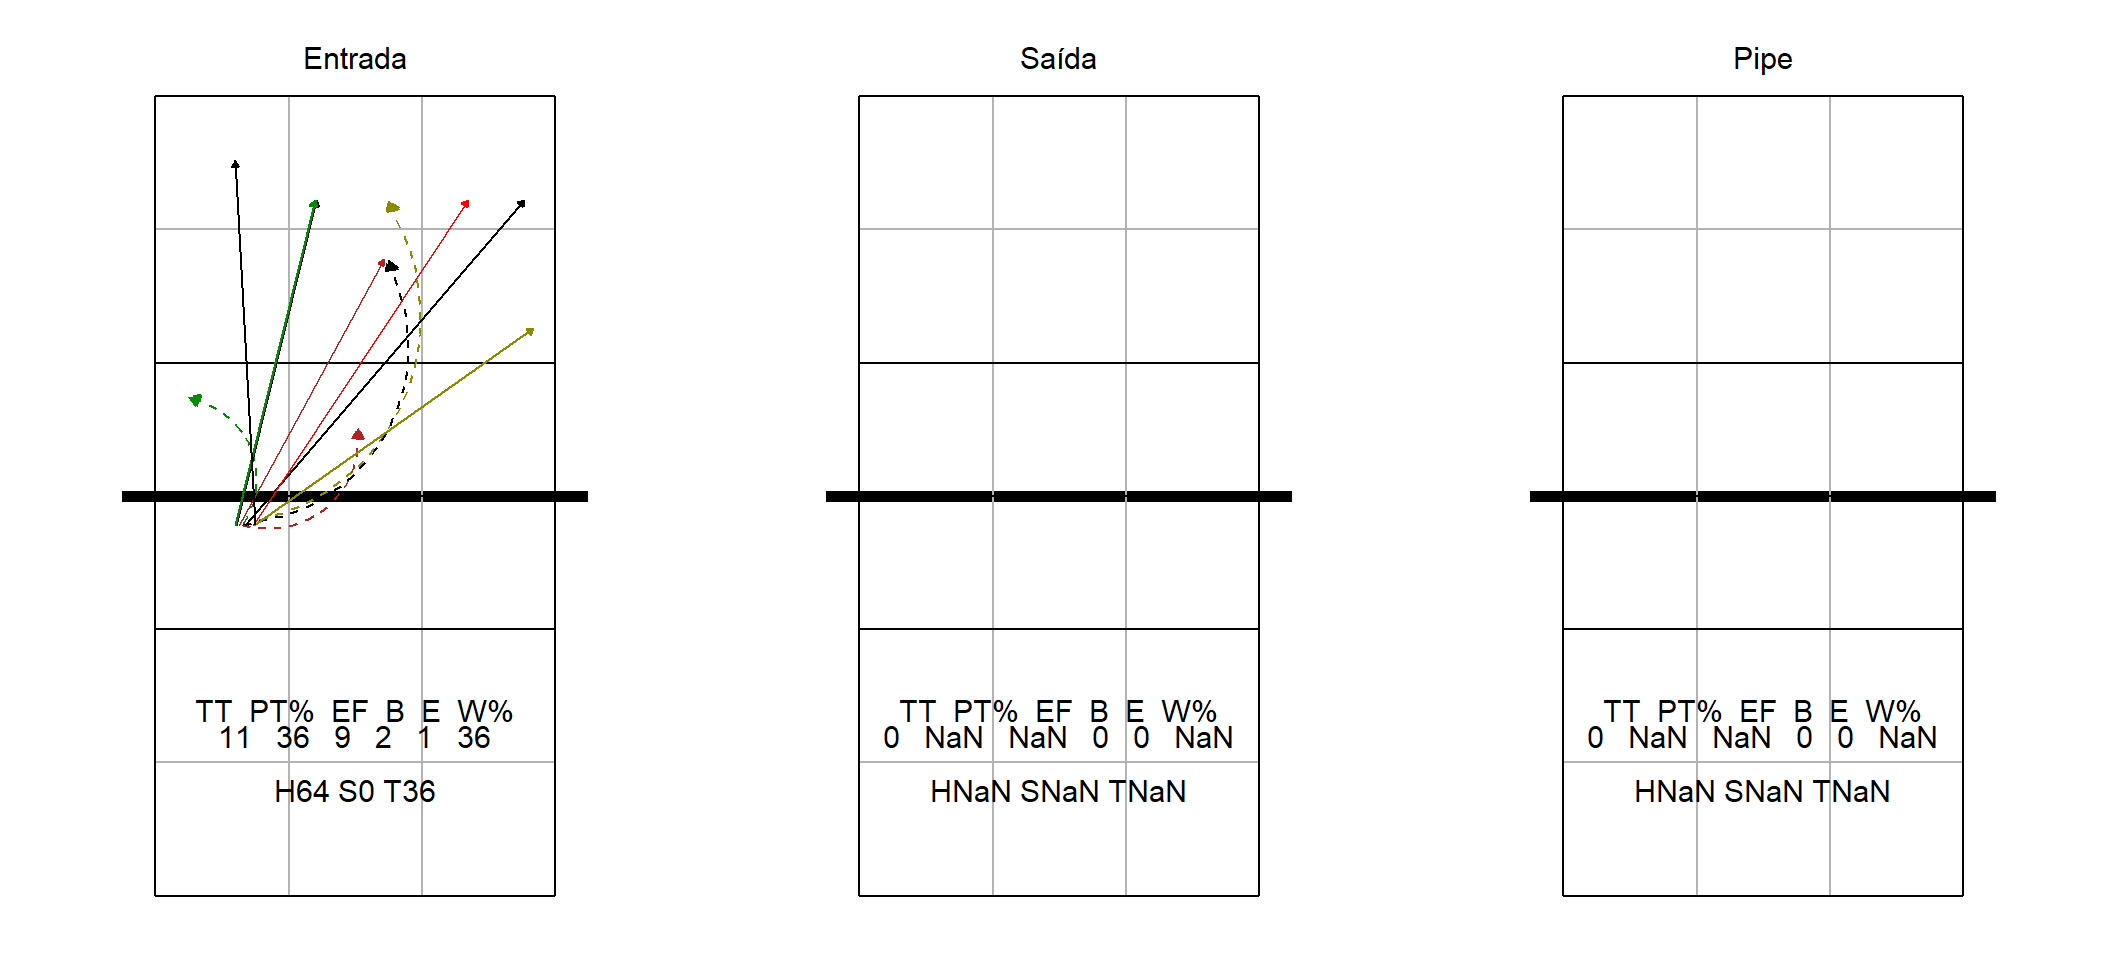 Entrada
TT PT% EF B E W%
11 36 9 2 1 36
H64 S0 T36
Saída
TT PT% EF B E W%
0 NaN NaN 0 0 NaN
HNaN SNaN TNaN
Pipe
TT PT% EF B E W%
0 NaN NaN 0 0 NaN
HNaN SNaN TNaN